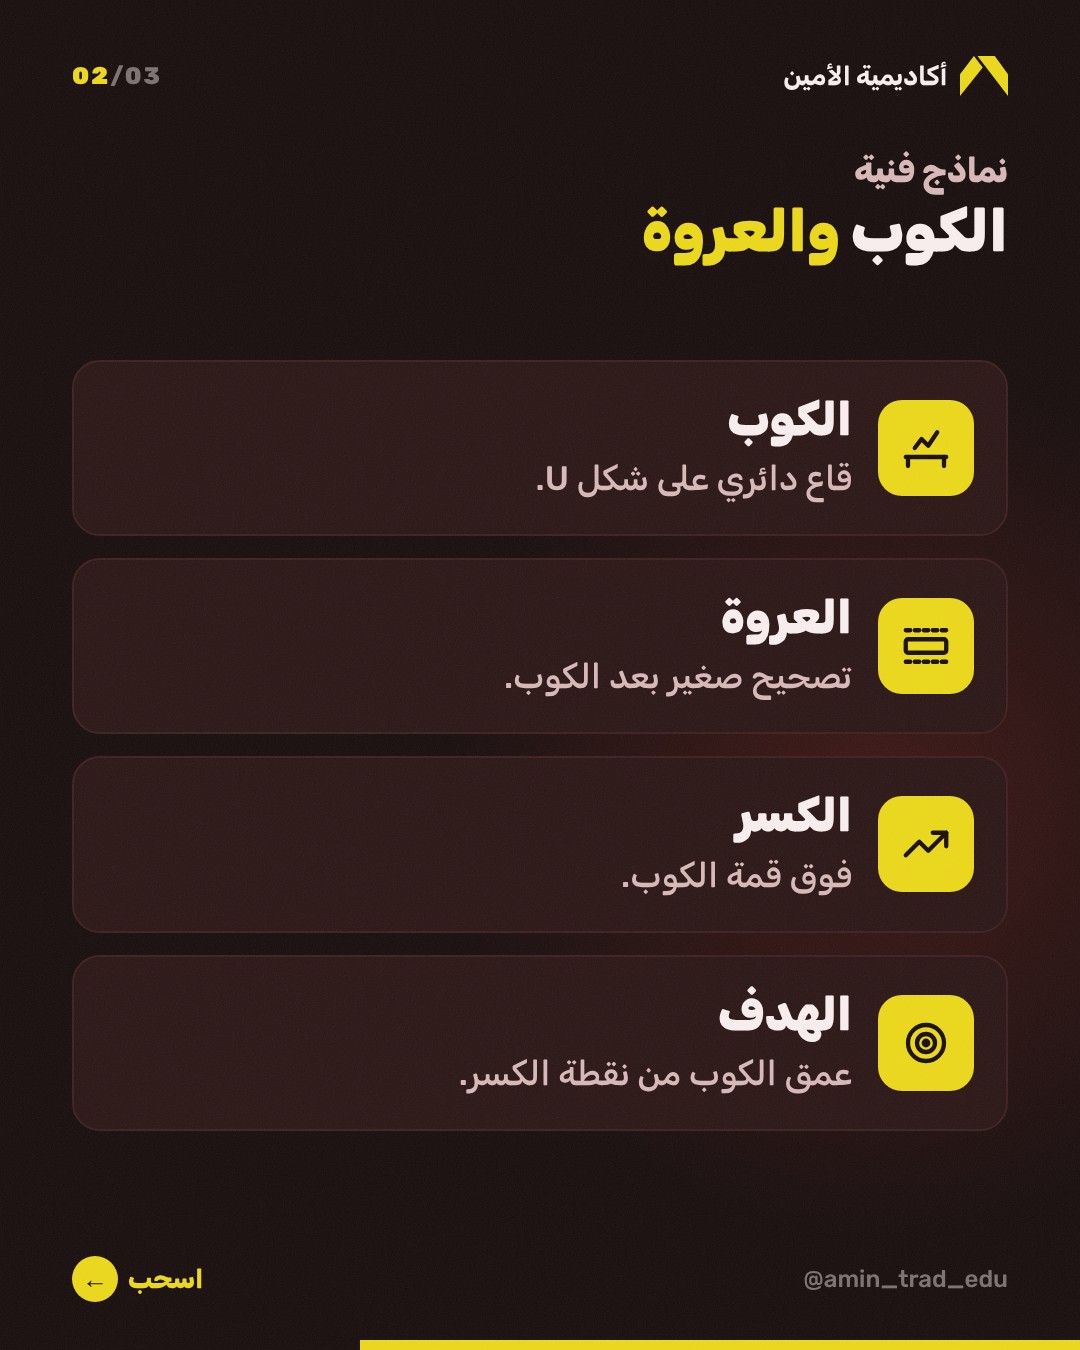 أكاديمية الأمين
02/03
نماذج فنية
الكوب والعروة
الكوب
قاع دائري على شكل U.
العروة
تصحيح صغير بعد الكوب.
الكسر
فوق قمة الكوب.
الهدف
عمق الكوب من نقطة الكسر.
@amin_trad_edu
اسحب ←